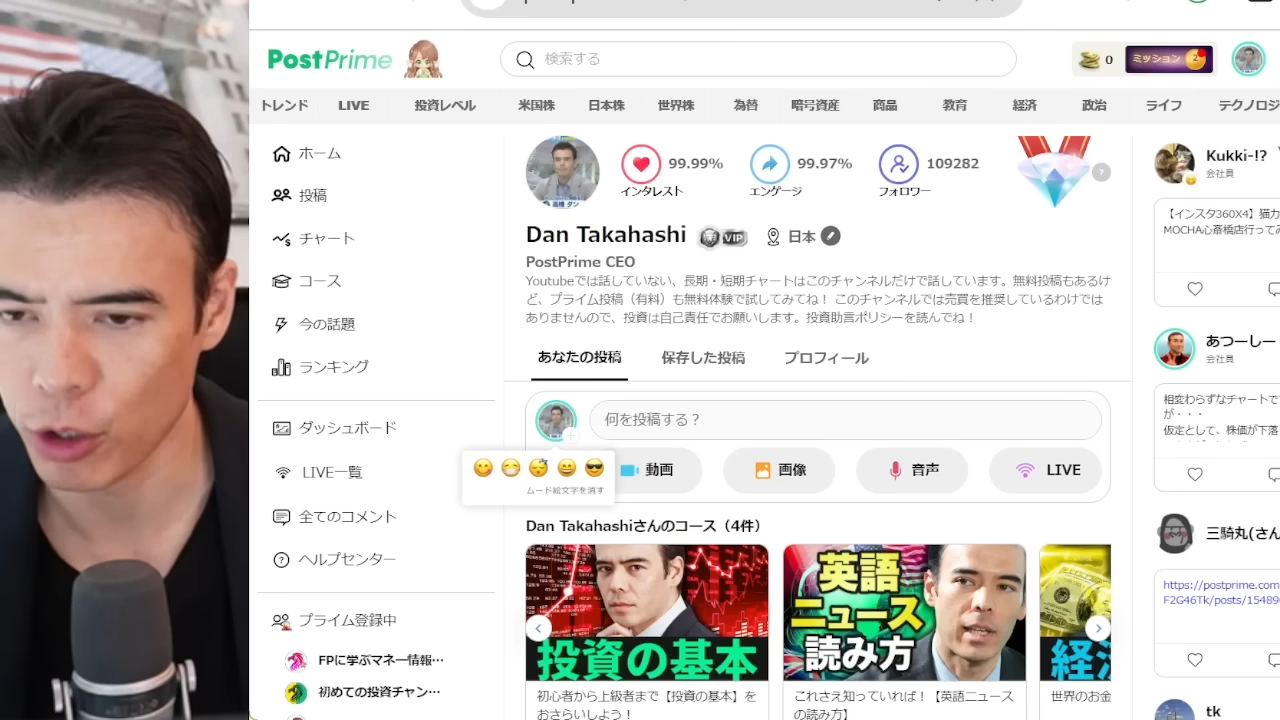 PostPrime
検索する
0
ミッション
2
トレンド
LIVE
投資レベル
米国株
日本株
世界株
為替
暗号資産
商品
教育
経済
政治
ライフ
テクノロジ
ホーム
投稿
チャート
コース
今の話題
ランキング
ダッシュボード
LIVE一覧
全てのコメント
ヘルプセンター
プライム登録中
FPに学ぶマネー情報…
初めての投資チャン…
高橋 ダン
99.99%
インタレスト
99.97%
エンゲージ
109282
フォロワー
?
Dan Takahashi
VIP
日本
PostPrime CEO
Youtubeでは話していない、長期・短期チャートはこのチャンネルだけで話しています。無料投稿もあるけ
ど、プライム投稿（有料）も無料体験で試してみてね！ このチャンネルでは売買を推奨しているわけでは
ありませんので、投資は自己責任でお願いします。投資助言ポリシーを読んでね！
あなたの投稿
保存した投稿
プロフィール
何を投稿する？
動画
画像
音声
LIVE
ムード絵文字を消す
Dan Takahashiさんのコース（4件）
投資の基本
初心者から上級者まで【投資の基本】を
おさらいしよう！
英語
ニュース
読み方
これさえ知っていれば！【英語ニュース
の読み方】
世界のお金
Kukki-!?
会社員
【インスタ360X4】猫カ
MOCHA心斎橋店行ってみ
あつーしー
会社員
相変わらずなチャートで
が・・・
仮定として、株価が下落
三騎丸(さん
https://postprime.com
F2G46Tk/posts/15489
tk